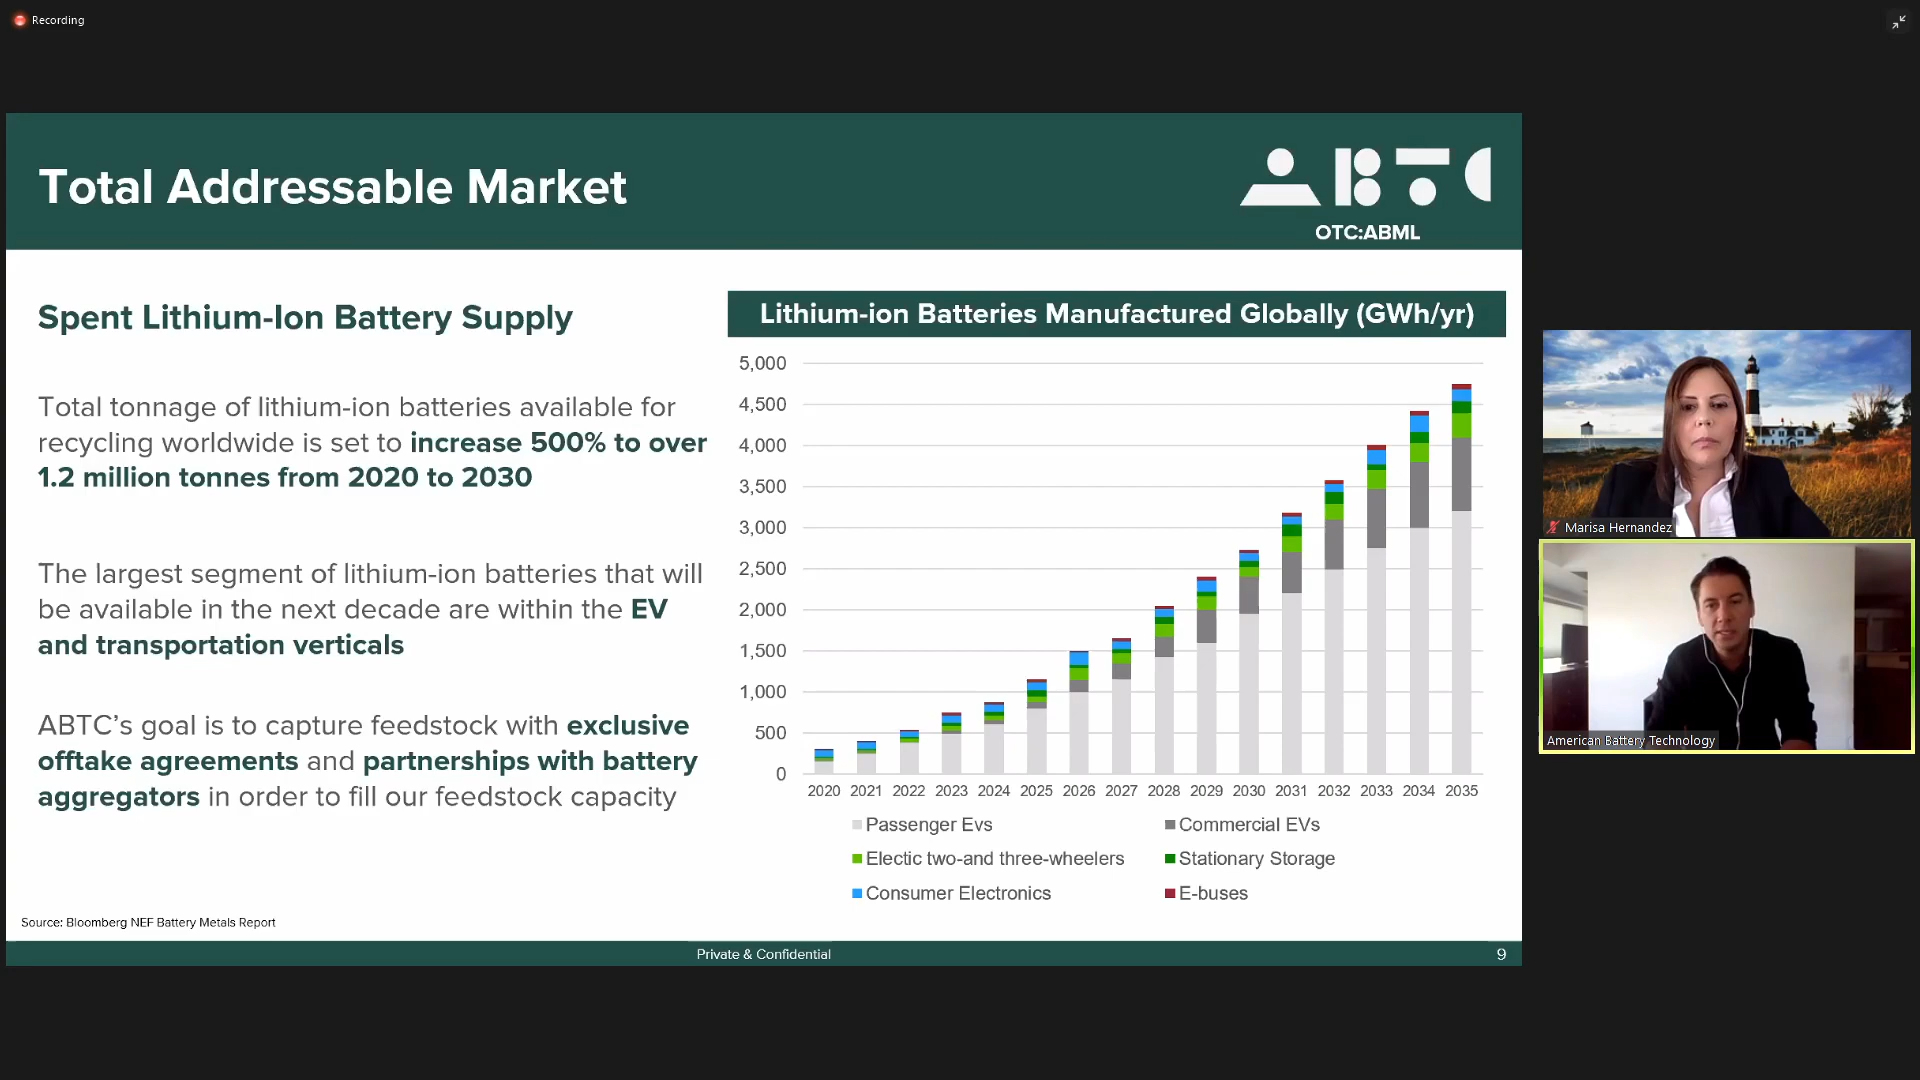 Recording
Total Addressable Market
ABTC
OTC:ABML
Spent Lithium-Ion Battery Supply
Total tonnage of lithium-ion batteries available for
recycling worldwide is set to increase 500% to over
1.2 million tonnes from 2020 to 2030
The largest segment of lithium-ion batteries that will
be available in the next decade are within the EV
and transportation verticals
ABTC’s goal is to capture feedstock with exclusive
offtake agreements and partnerships with battery
aggregators in order to fill our feedstock capacity
Source: Bloomberg NEF Battery Metals Report
Lithium-ion Batteries Manufactured Globally (GWh/yr)
5,000
4,500
4,000
3,500
3,000
2,500
2,000
1,500
1,000
500
0
2020 2021 2022 2023 2024 2025 2026 2027 2028 2029 2030 2031 2032 2033 2034 2035
Passenger Evs Commercial EVs
Electic two-and three-wheelers Stationary Storage
Consumer Electronics E-buses
Private & Confidential 9
Marisa Hernandez
American Battery Technology